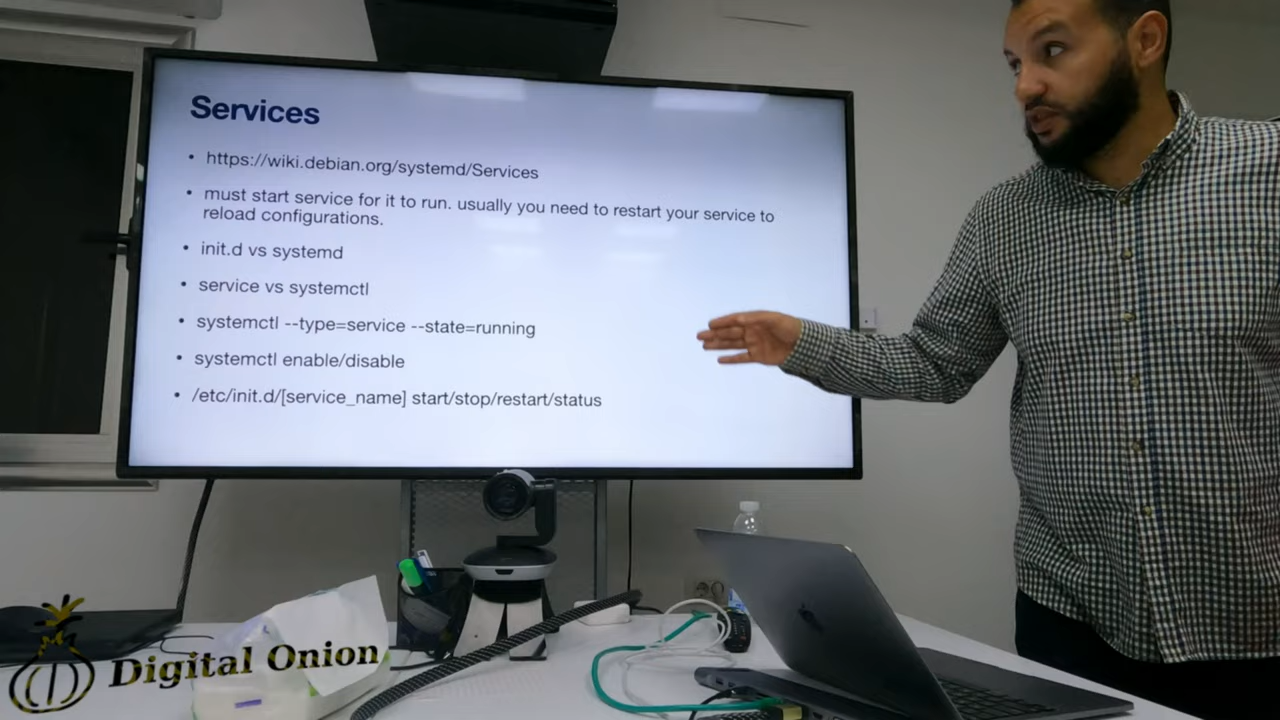 Services
• https://wiki.debian.org/systemd/Services
• must start service for it to run. usually you need to restart your service to
reload configurations.
• init.d vs systemd
• service vs systemctl
• systemctl --type=service --state=running
• systemctl enable/disable
• /etc/init.d/[service_name] start/stop/restart/status
Digital Onion